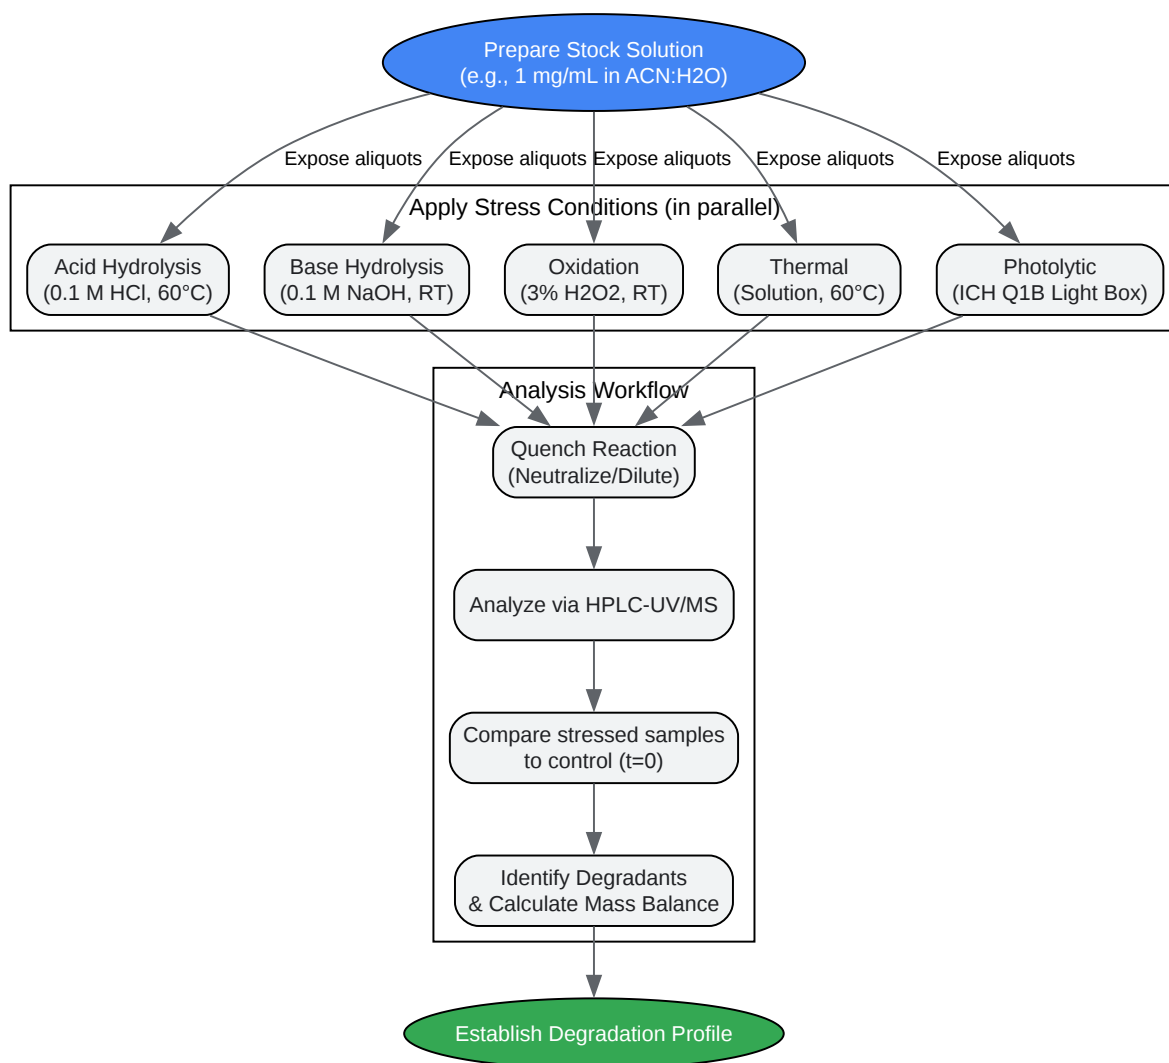 Prepare Stock Solution
(e.g., 1 mg/mL in ACN:H2O)
Expose aliquots
Expose aliquots
Expose aliquots
Expose aliquots
Expose aliquots
Apply Stress Conditions (in parallel)
Acid Hydrolysis
(0.1 M HCl, 60°C)
Base Hydrolysis
(0.1 M NaOH, RT)
Oxidation
(3% H2O2, RT)
Thermal
(Solution, 60°C)
Photolytic
(ICH Q1B Light Box)
Analysis Workflow
Quench Reaction
(Neutralize/Dilute)
Analyze via HPLC-UV/MS
Compare stressed samples
to control (t=0)
Identify Degradants
& Calculate Mass Balance
Establish Degradation Profile